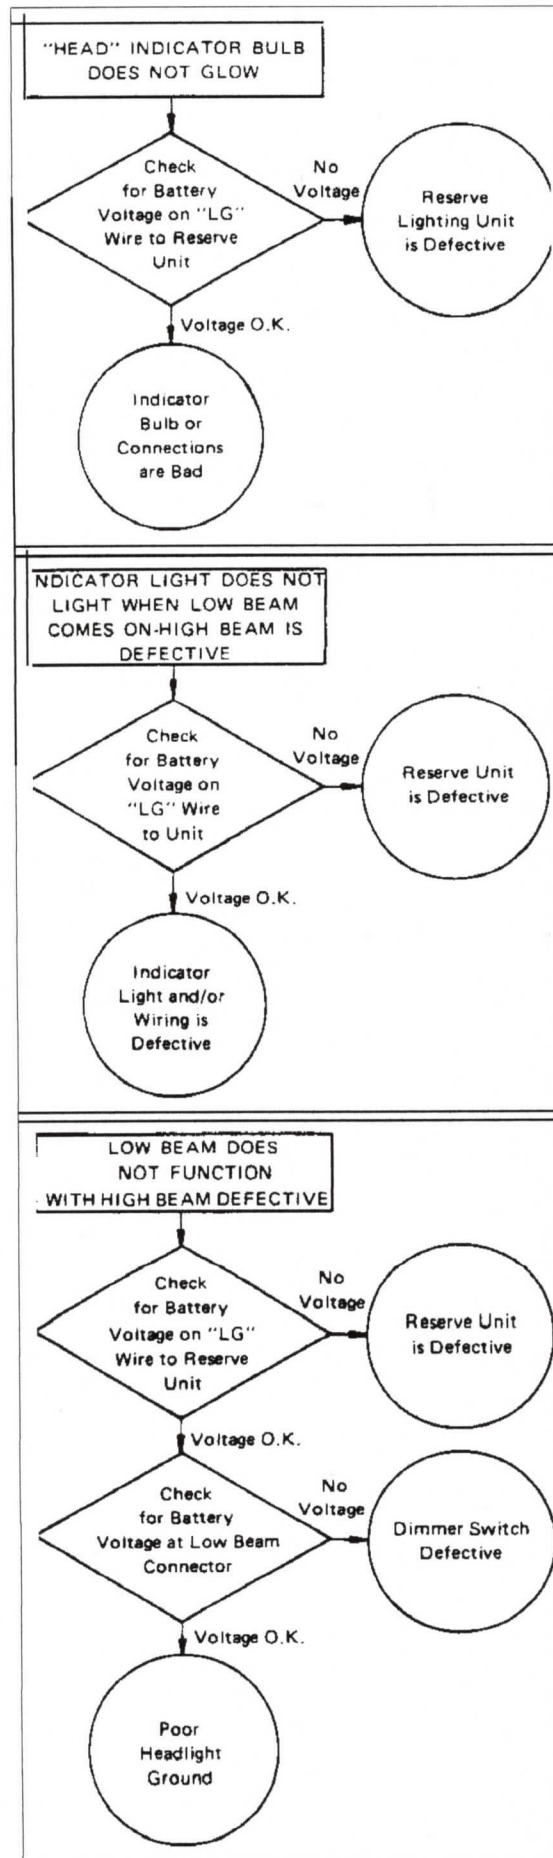 "HEAD" INDICATOR BULB
DOES NOT GLOW
Check
for Battery
Voltage on "LG"
Wire to Reserve
Unit
No
Voltage
Reserve
Lighting Unit
is Defective
Voltage O.K.
Indicator
Bulb or
Connections
are Bad
NDICATOR LIGHT DOES NOT
LIGHT WHEN LOW BEAM
COMES ON-HIGH BEAM IS
DEFECTIVE
Check
for Battery
Voltage on
"LG" Wire
to Unit
No
Voltage
Reserve Unit
is Defective
Voltage O.K.
Indicator
Light and/or
Wiring is
Defective
LOW BEAM DOES
NOT FUNCTION
WITH HIGH BEAM DEFECTIVE
Check
for Battery
Voltage on "LG"
Wire to Reserve
Unit
No
Voltage
Reserve Unit
is Defective
Voltage O.K.
Check
for Battery
Voltage at Low Beam
Connector
No
Voltage
Dimmer Switch
Defective
Voltage O.K.
Poor
Headlight
Ground